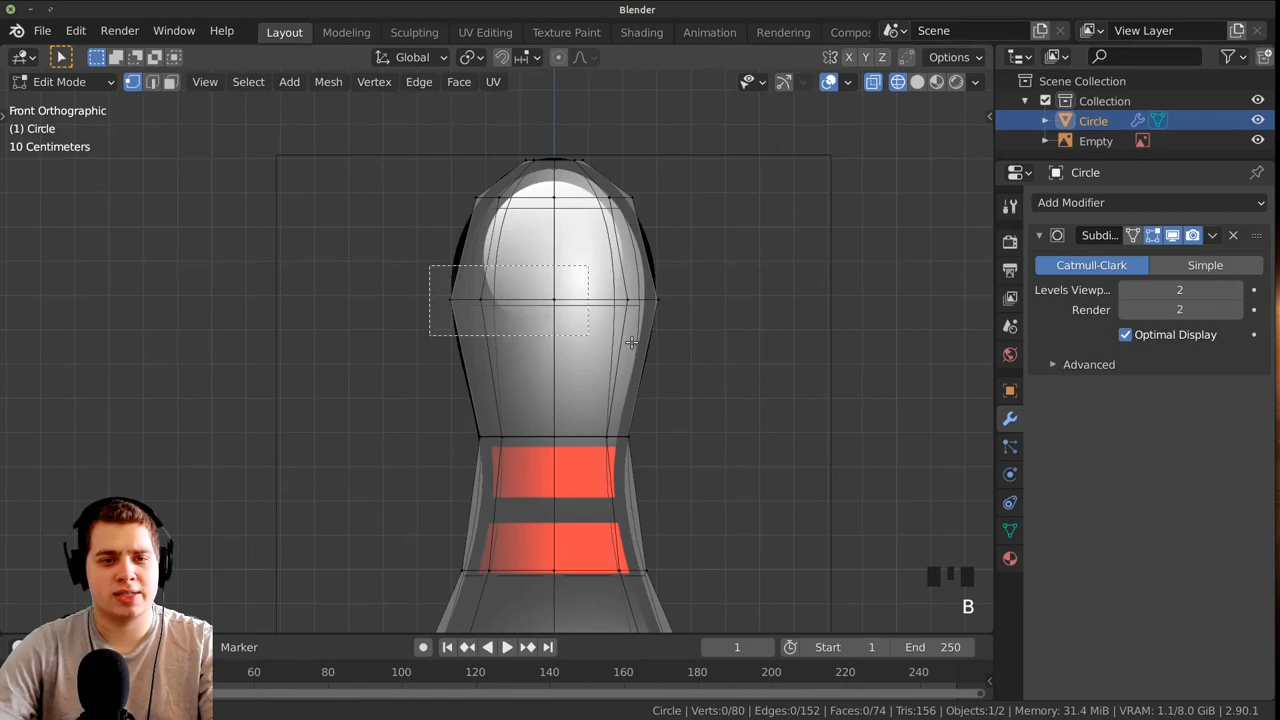 Blender
File Edit Render Window Help
Layout Modeling Sculpting UV Editing Texture Paint Shading Animation Rendering Compos
Scene
View Layer
Global
X Y Z
Options
Edit Mode
View Select Add Mesh Vertex Edge Face UV
Front Orthographic
(1) Circle
10 Centimeters
Scene Collection
Collection
Circle
Empty
Circle
Add Modifier
Subdi...
Catmull-Clark Simple
Levels Viewp... 2
Render 2
Optimal Display
Advanced
B
Marker
1
Start 1
End 250
60 80 100 120 140 160 180 200 220 240
Circle | Verts:0/80 | Edges:0/152 | Faces:0/74 | Tris:156 | Objects:1/2 | Memory: 31.4 MiB | VRAM: 1.1/8.0 GiB | 2.90.1